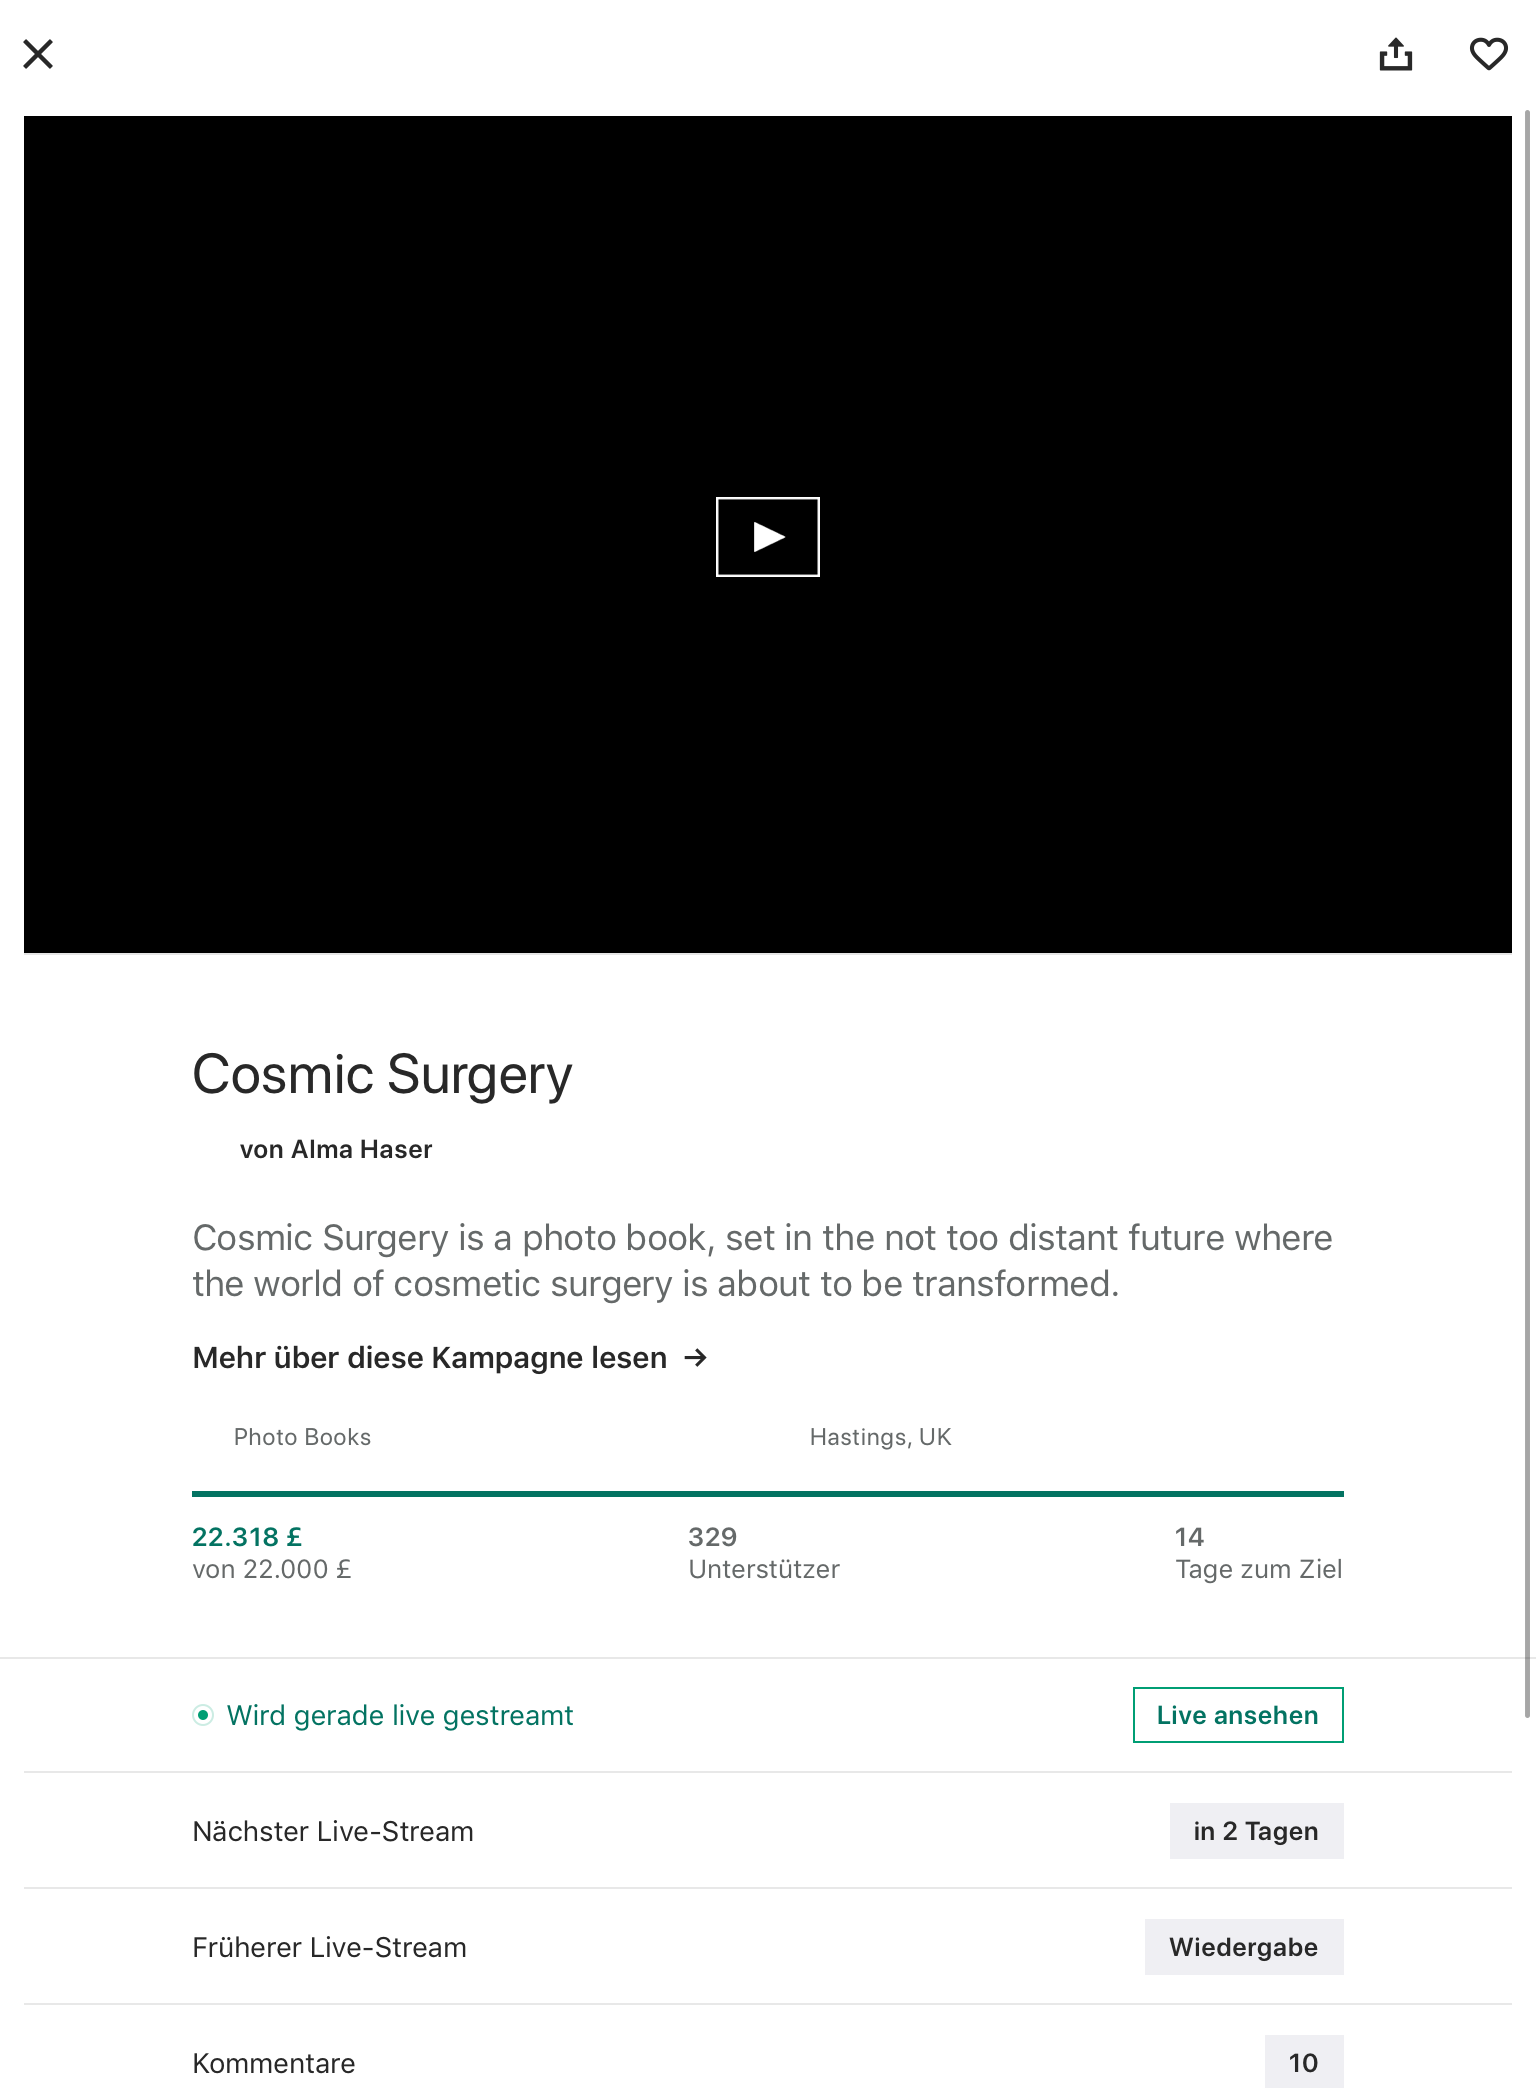 Cosmic Surgery
von Alma Haser
Cosmic Surgery is a photo book, set in the not too distant future where
the world of cosmetic surgery is about to be transformed.
Mehr über diese Kampagne lesen →
Photo Books
Hastings, UK
22.318 £
von 22.000 £
329
Unterstützer
14
Tage zum Ziel
Wird gerade live gestreamt
Live ansehen
Nächster Live-Stream
in 2 Tagen
Früherer Live-Stream
Wiedergabe
Kommentare
10